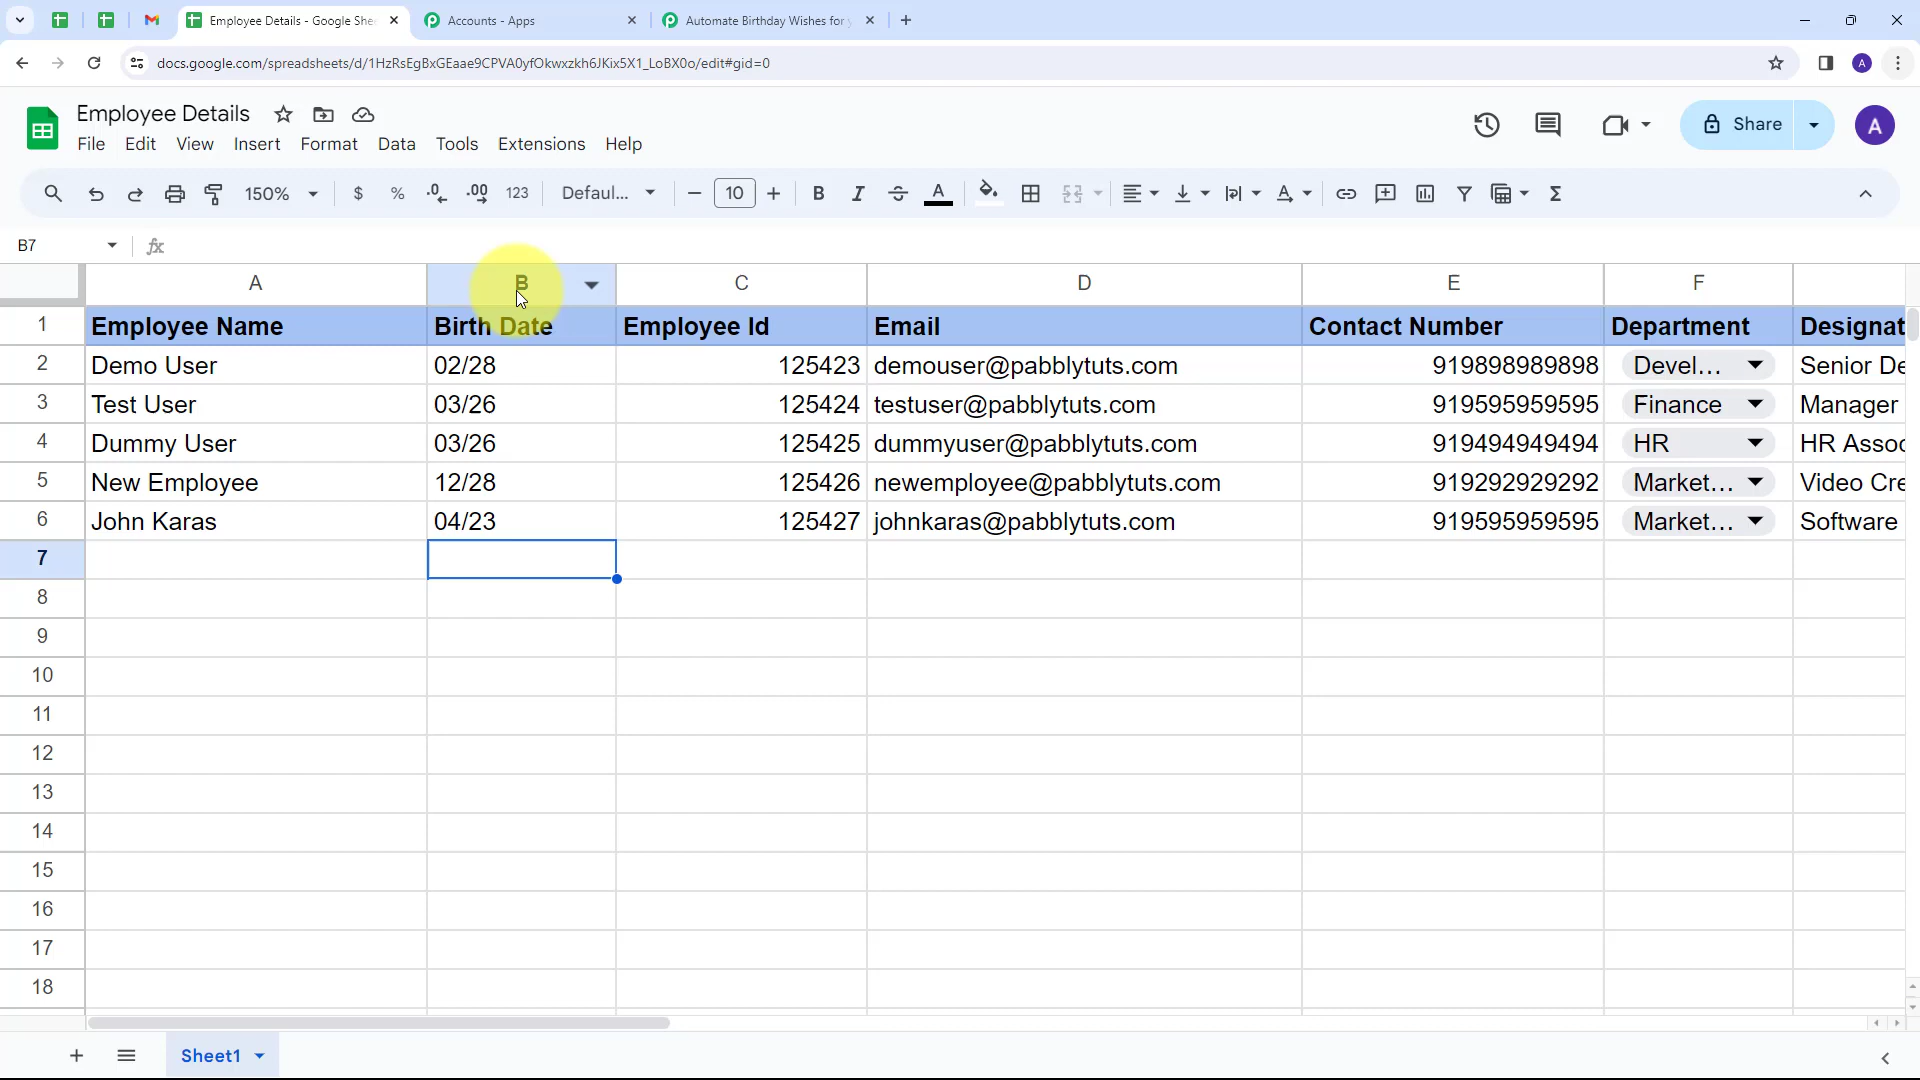 Employee Details - Google She
Accounts - Apps
Automate Birthday Wishes for y
docs.google.com/spreadsheets/d/1HzRsEgBxGEaae9CPVA0yfOkwxzkh6JKix5X1_LoBX0o/edit#gid=0
A
Employee Details
File Edit View Insert Format Data Tools Extensions Help
Share
A
150% $ % .0 .00 123 Defaul... 10 B I A
B7
A B C D E F
1 Employee Name Birth Date Employee Id Email Contact Number Department Designat
2 Demo User 02/28 125423 demouser@pabblytuts.com 919898989898 Devel... Senior De
3 Test User 03/26 125424 testuser@pabblytuts.com 919595959595 Finance Manager
4 Dummy User 03/26 125425 dummyuser@pabblytuts.com 919494949494 HR HR Assoc
5 New Employee 12/28 125426 newemployee@pabblytuts.com 919292929292 Market... Video Cre
6 John Karas 04/23 125427 johnkaras@pabblytuts.com 919595959595 Market... Software
7
8
9
10
11
12
13
14
15
16
17
18
Sheet1